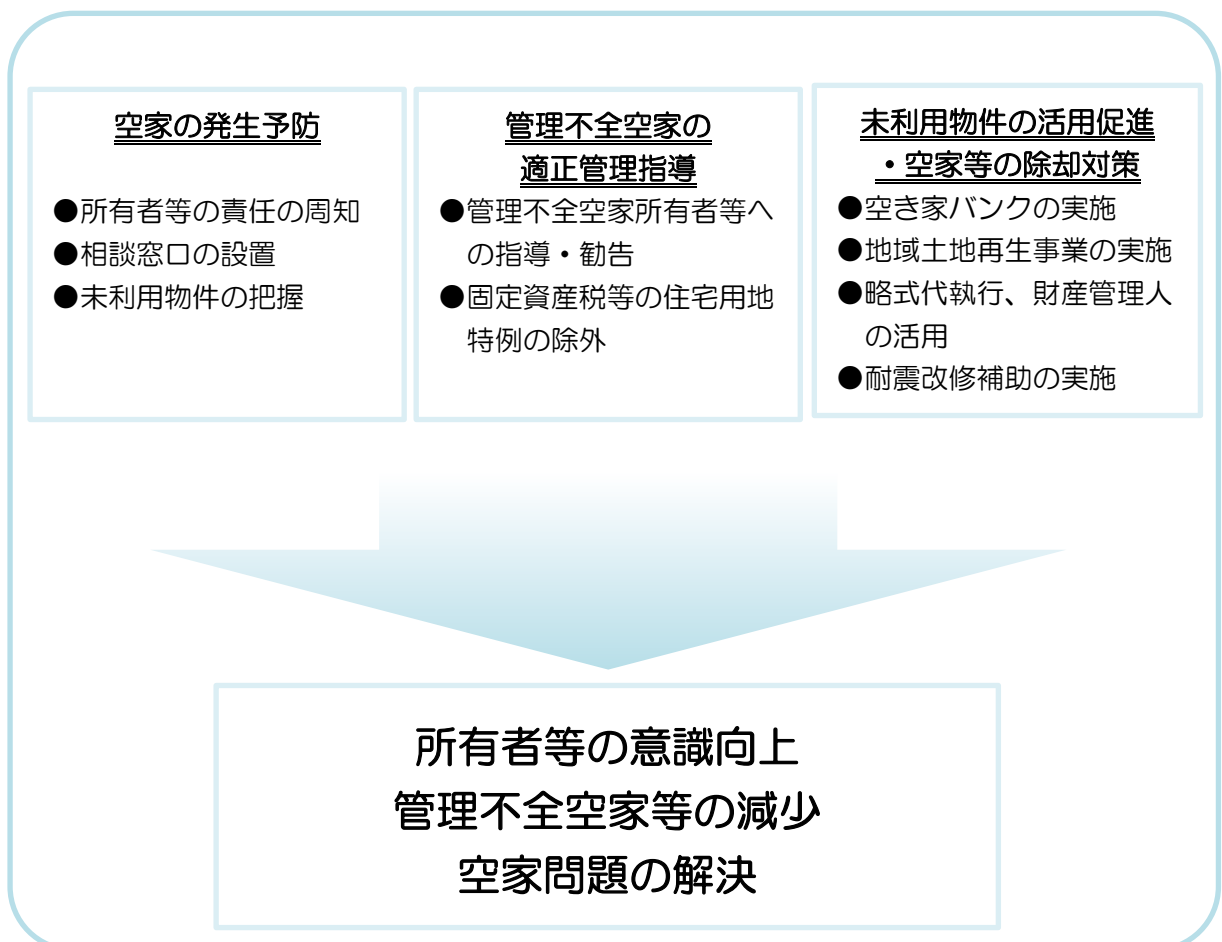 空家の発生予防
●所有者等の責任の周知
●相談窓口の設置
●未利用物件の把握
管理不全空家の
適正管理指導
●管理不全空家所有者等へ
の指導・勧告
●固定資産税等の住宅用地
特例の除外
未利用物件の活用促進
・空家等の除却対策
●空き家バンクの実施
●地域土地再生事業の実施
●略式代執行、財産管理人
の活用
●耐震改修補助の実施
所有者等の意識向上
管理不全空家等の減少
空家問題の解決